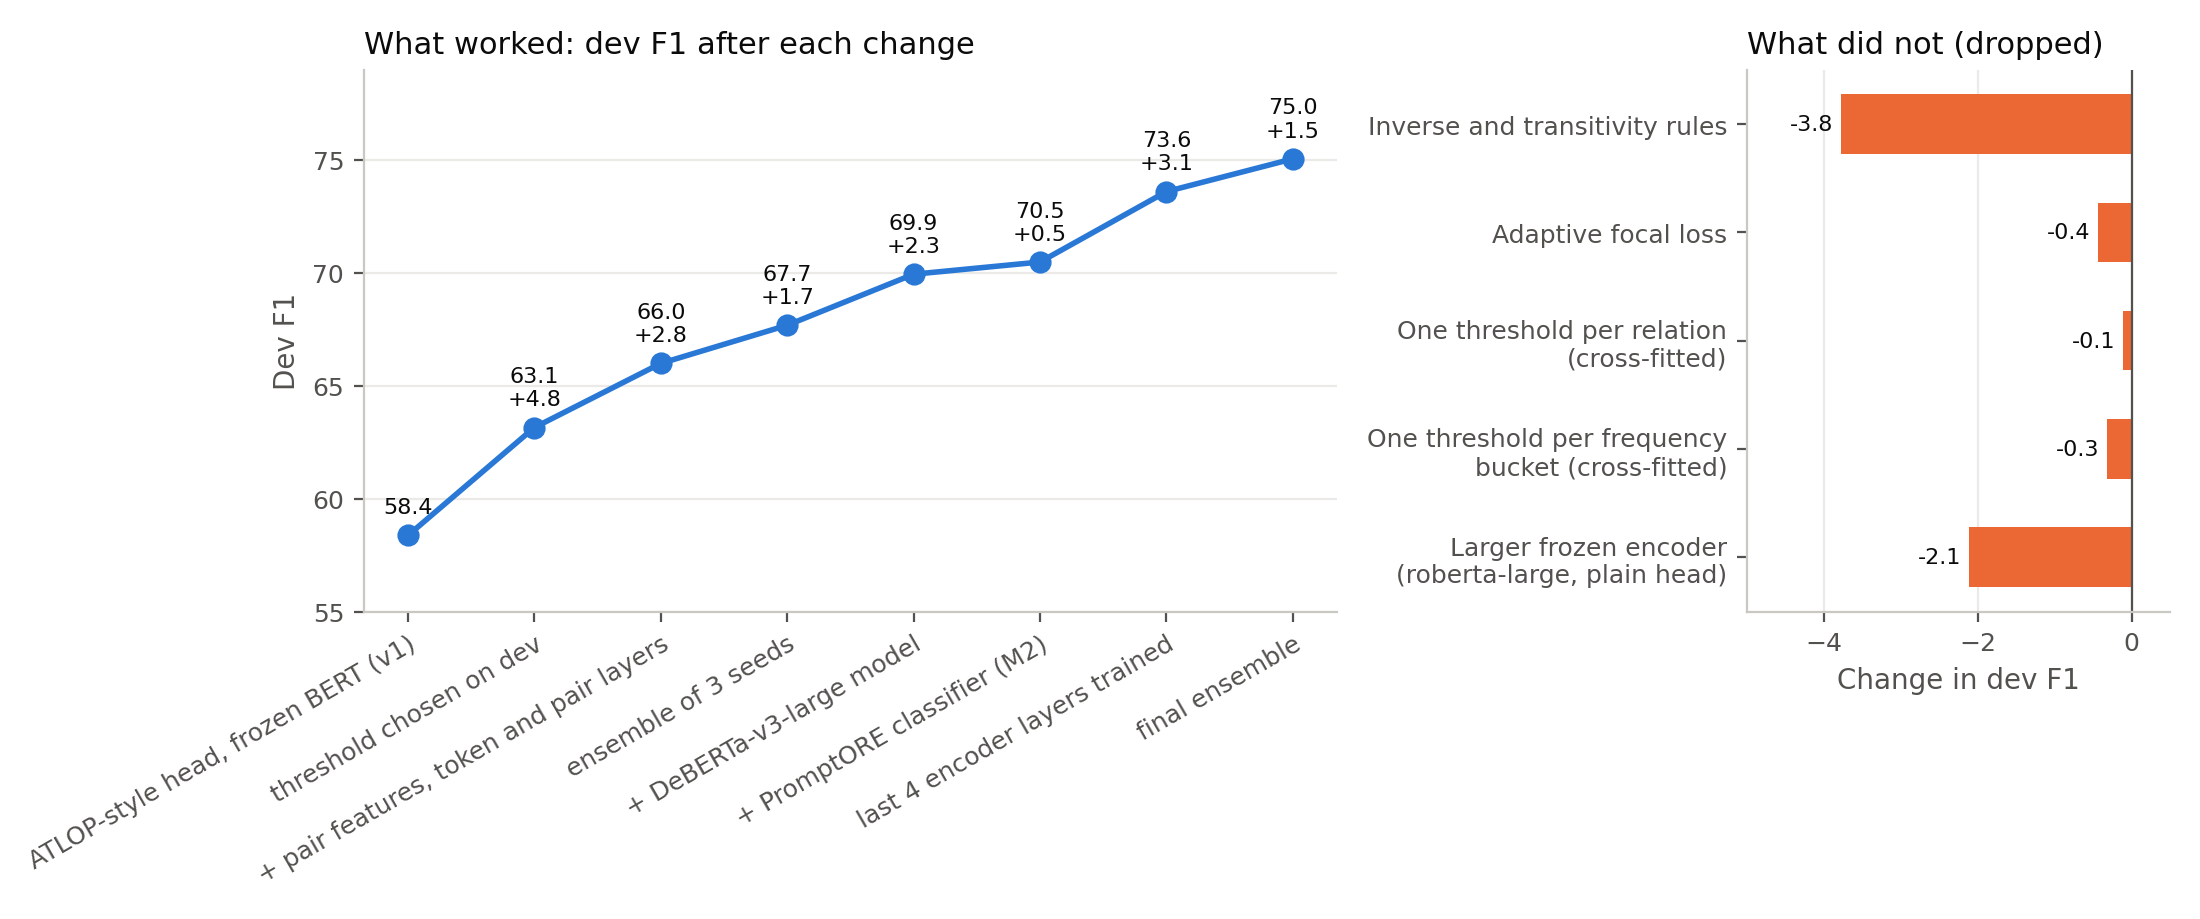 What worked: dev F1 after each change
Dev F1
75
70
65
60
55
58.4
63.1
+4.8
66.0
+2.8
67.7
+1.7
69.9
+2.3
70.5
+0.5
73.6
+3.1
75.0
+1.5
ATLOP-style head, frozen BERT (v1)
threshold chosen on dev
+ pair features, token and pair layers
ensemble of 3 seeds
+ DeBERTa-v3-large model
+ PromptORE classifier (M2)
last 4 encoder layers trained
final ensemble
What did not (dropped)
Inverse and transitivity rules
-3.8
Adaptive focal loss
-0.4
One threshold per relation
(cross-fitted)
-0.1
One threshold per frequency
bucket (cross-fitted)
-0.3
Larger frozen encoder
(roberta-large, plain head)
-2.1
−4
−2
0
Change in dev F1